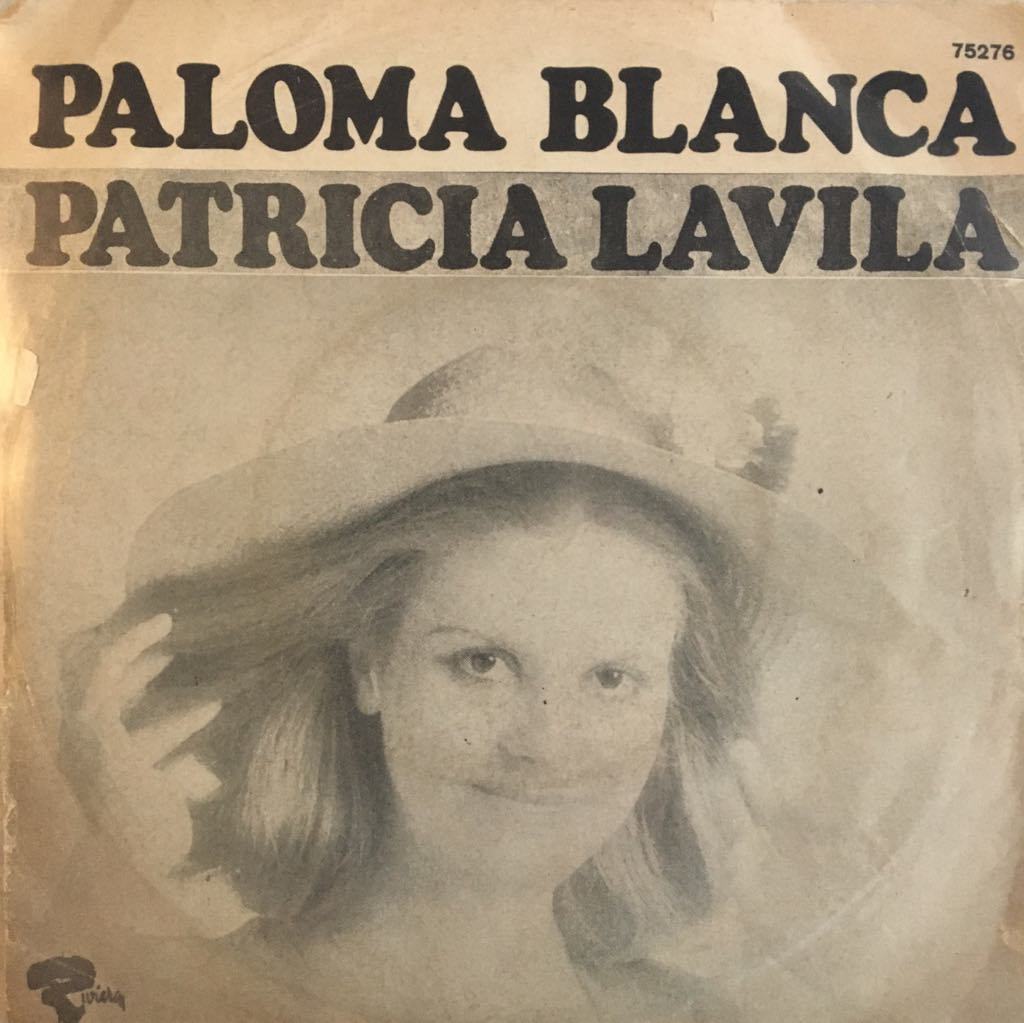 75276
PALOMA BLANCA
PATRICIA LAVILA
Riviera